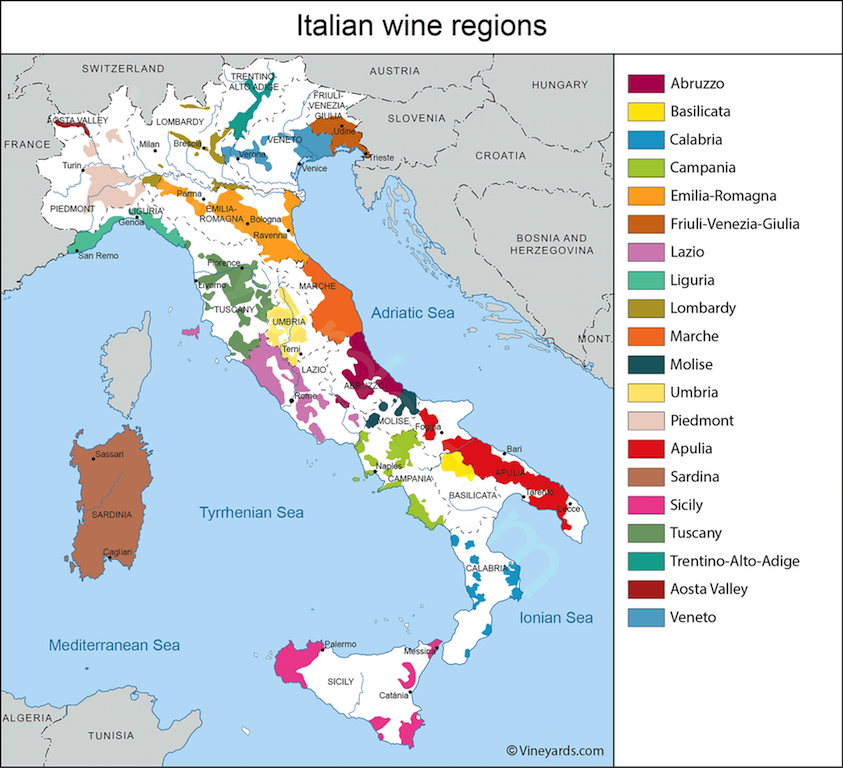 Italian wine regions
SWITZERLAND
AUSTRIA
HUNGARY
SLOVENIA
CROATIA
BOSNIA AND
HERZEGOVINA
MONT.
FRANCE
TRENTINO-
ALTO ADIGE
FRIULI-
VENEZIA-
GIULIA
Udine
AOSTA VALLEY
LOMBARDY
Milan
Brescia
Verona
VENETO
Venice
Trieste
Turin
PIEDMONT
LIGURIA
Genoa
San Remo
Parma
EMILIA-
ROMAGNA
Bologna
Ravenna
Florence
Livorno
TUSCANY
MARCHE
UMBRIA
Terni
Adriatic Sea
LAZIO
Rome
ABRUZZO
MOLISE
Foggia
Naples
CAMPANIA
Bari
APULIA
BASILICATA
Taranto
Lecce
Sassari
SARDINIA
Cagliari
Tyrrhenian Sea
CALABRIA
Ionian Sea
Mediterranean Sea
Palermo
Messina
SICILY
Catánia
ALGERIA
TUNISIA
© Vineyards.com
Abruzzo
Basilicata
Calabria
Campania
Emilia-Romagna
Friuli-Venezia-Giulia
Lazio
Liguria
Lombardy
Marche
Molise
Umbria
Piedmont
Apulia
Sardina
Sicily
Tuscany
Trentino-Alto-Adige
Aosta Valley
Veneto